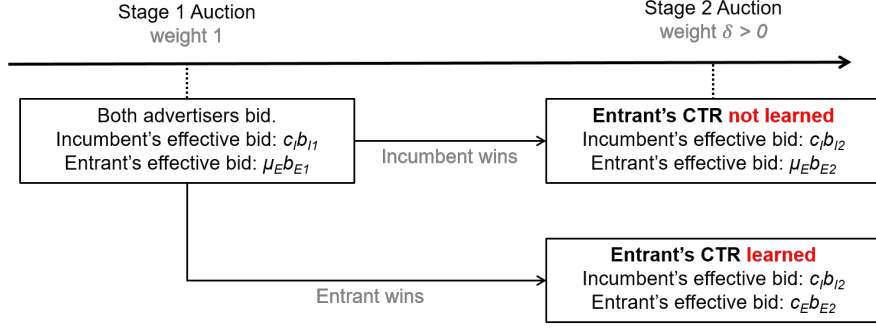 Stage 1 Auction
weight 1
Stage 2 Auction
weight δ > 0
Both advertisers bid.
Incumbent's effective bid: c_I b_I1
Entrant's effective bid: μ_E b_E1
Incumbent wins
Entrant's CTR not learned
Incumbent's effective bid: c_I b_I2
Entrant's effective bid: μ_E b_E2
Entrant wins
Entrant's CTR learned
Incumbent's effective bid: c_I b_I2
Entrant's effective bid: c_E b_E2